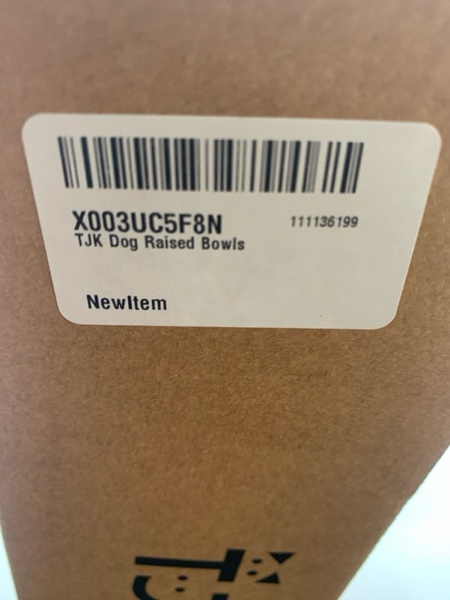 X003UC5F8N 111136199
TJK Dog Raised Bowls
NewItem